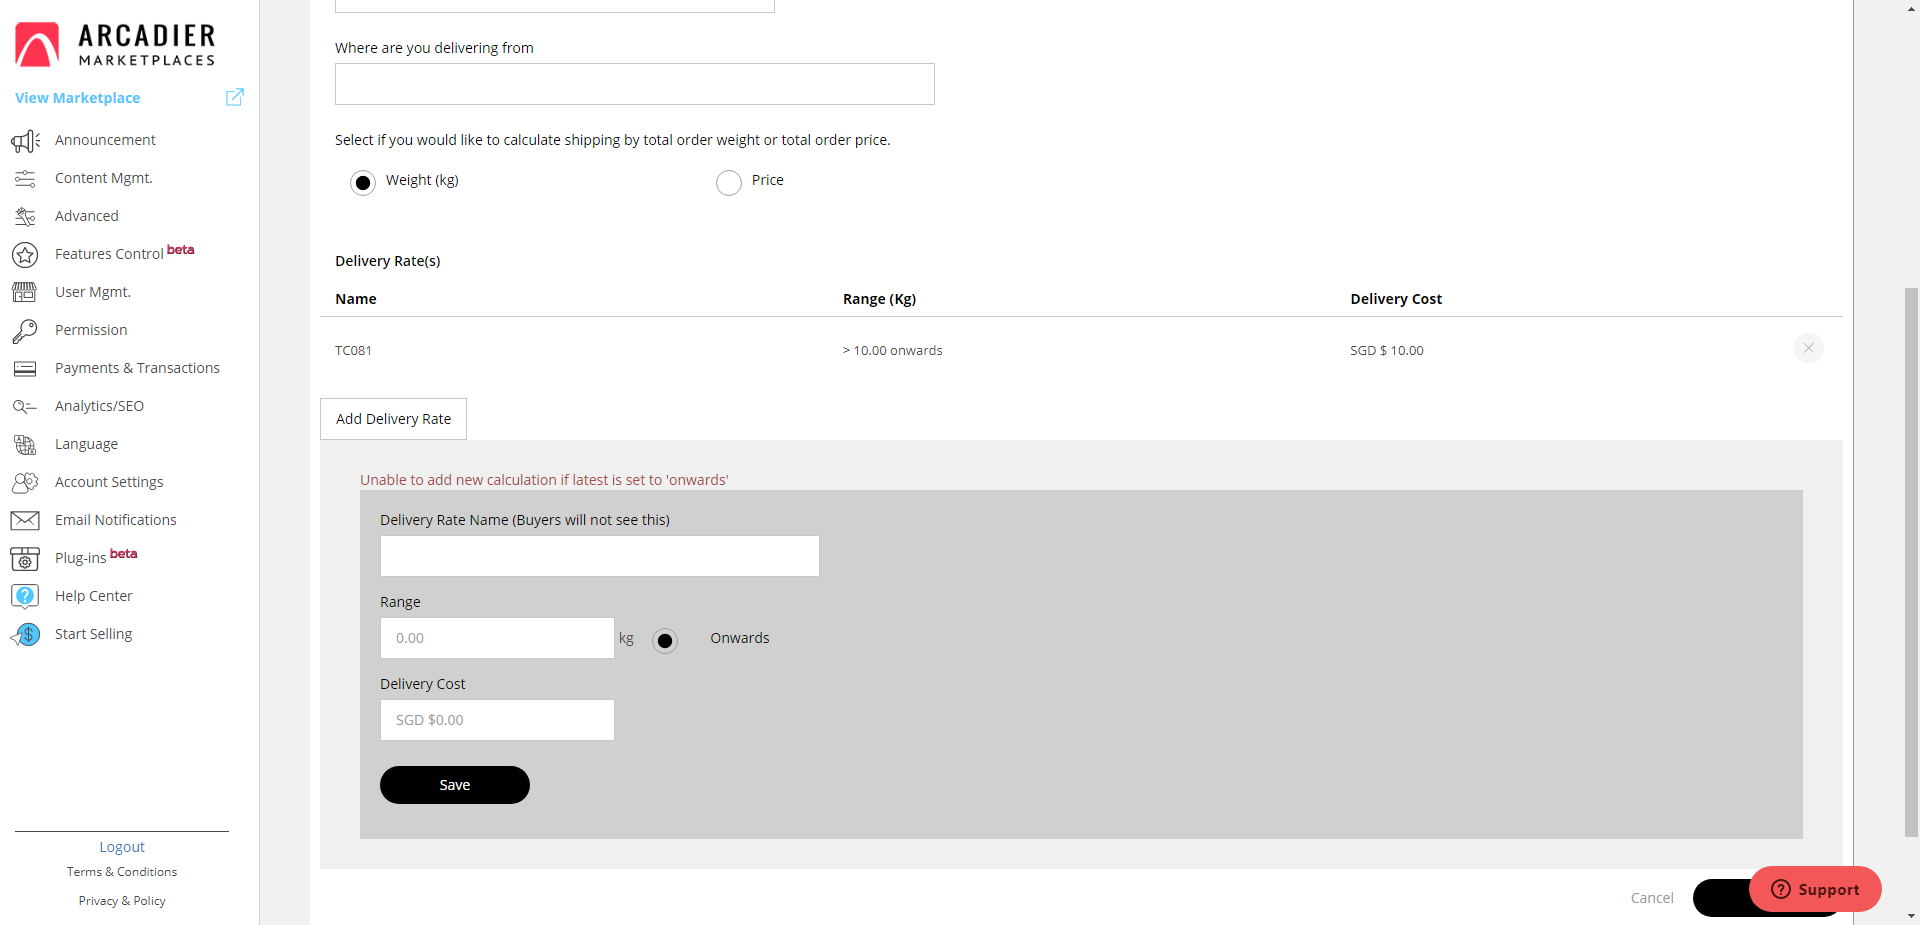 ARCADIER
MARKETPLACES
View Marketplace
Announcement
Content Mgmt.
Advanced
Features Control beta
User Mgmt.
Permission
Payments & Transactions
Analytics/SEO
Language
Account Settings
Email Notifications
Plug-ins beta
Help Center
Start Selling
Logout
Terms & Conditions
Privacy & Policy
Where are you delivering from
Select if you would like to calculate shipping by total order weight or total order price.
Weight (kg) Price
Delivery Rate(s)
Name Range (Kg) Delivery Cost
TC081 > 10.00 onwards SGD $ 10.00
Add Delivery Rate
Unable to add new calculation if latest is set to 'onwards'
Delivery Rate Name (Buyers will not see this)
Range
0.00 kg Onwards
Delivery Cost
SGD $0.00
Save
Cancel
Support